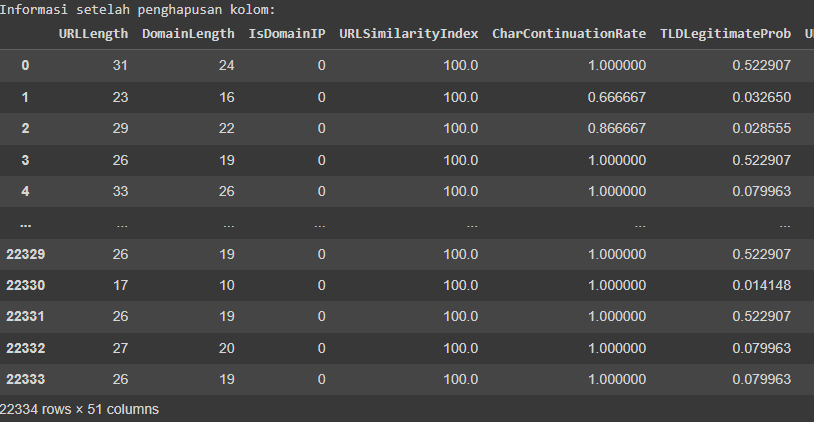 Informasi setelah penghapusan kolom:
URLLength DomainLength IsDomainIP URLSimilarityIndex CharContinuationRate TLDLegitimateProb
0 31 24 0 100.0 1.000000 0.522907
1 23 16 0 100.0 0.666667 0.032650
2 29 22 0 100.0 0.866667 0.028555
3 26 19 0 100.0 1.000000 0.522907
4 33 26 0 100.0 1.000000 0.079963
... ... ... ... ... ... ...
22329 26 19 0 100.0 1.000000 0.522907
22330 17 10 0 100.0 1.000000 0.014148
22331 26 19 0 100.0 1.000000 0.522907
22332 27 20 0 100.0 1.000000 0.079963
22333 26 19 0 100.0 1.000000 0.079963
22334 rows × 51 columns